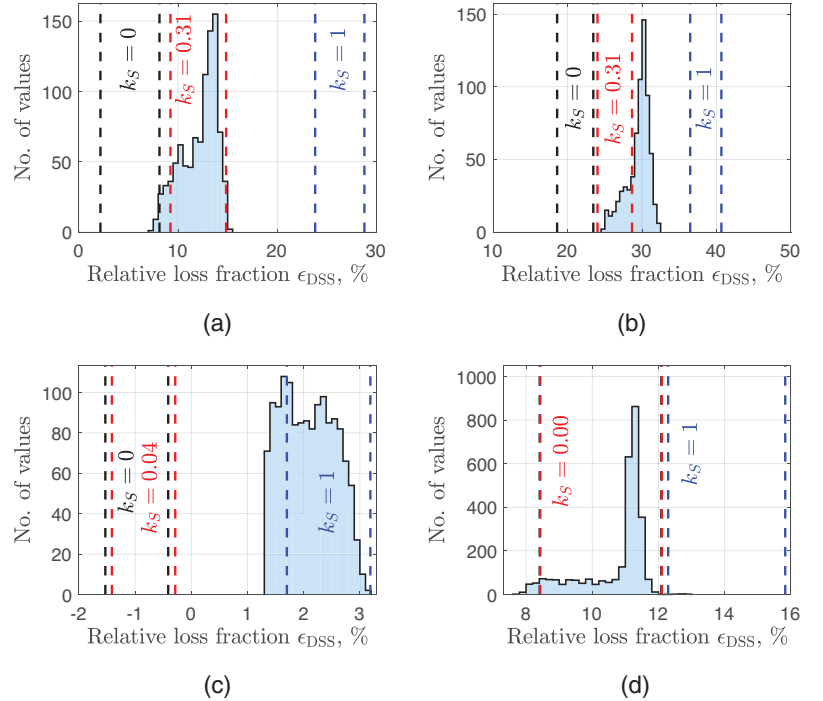 150
100
50
0
No. of values
k_S = 0
k_S = 0.31
k_S = 1
0 10 20 30
Relative loss fraction ϵ_DSS, %
(a)
150
100
50
0
No. of values
k_S = 0
k_S = 0.31
k_S = 1
10 20 30 40 50
Relative loss fraction ϵ_DSS, %
(b)
100
80
60
40
20
0
No. of values
k_S = 0
k_S = 0.04
k_S = 1
-2 -1 0 1 2 3
Relative loss fraction ϵ_DSS, %
(c)
1000
800
600
400
200
0
No. of values
k_S = 0.00
k_S = 1
8 10 12 14 16
Relative loss fraction ϵ_DSS, %
(d)